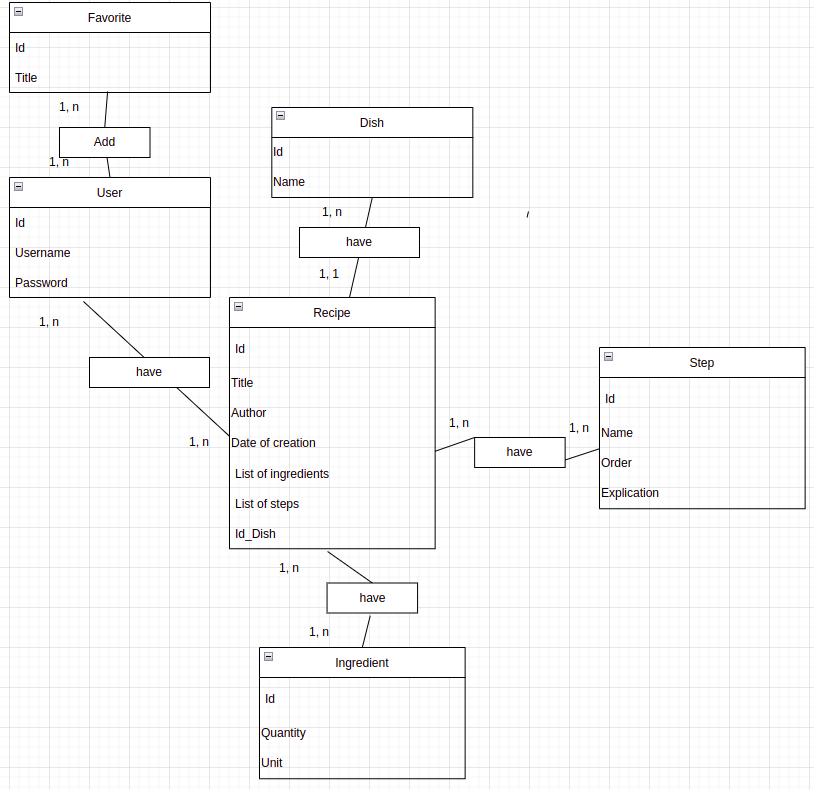 Favorite
Id
Title
1, n
Add
1, n
User
Id
Username
Password
1, n
have
1, n
Dish
Id
Name
1, n
have
1, 1
Recipe
Id
Title
Author
Date of creation
List of ingredients
List of steps
Id_Dish
1, n
have
1, n
Step
Id
Name
Order
Explication
1, n
have
1, n
Ingredient
Id
Quantity
Unit